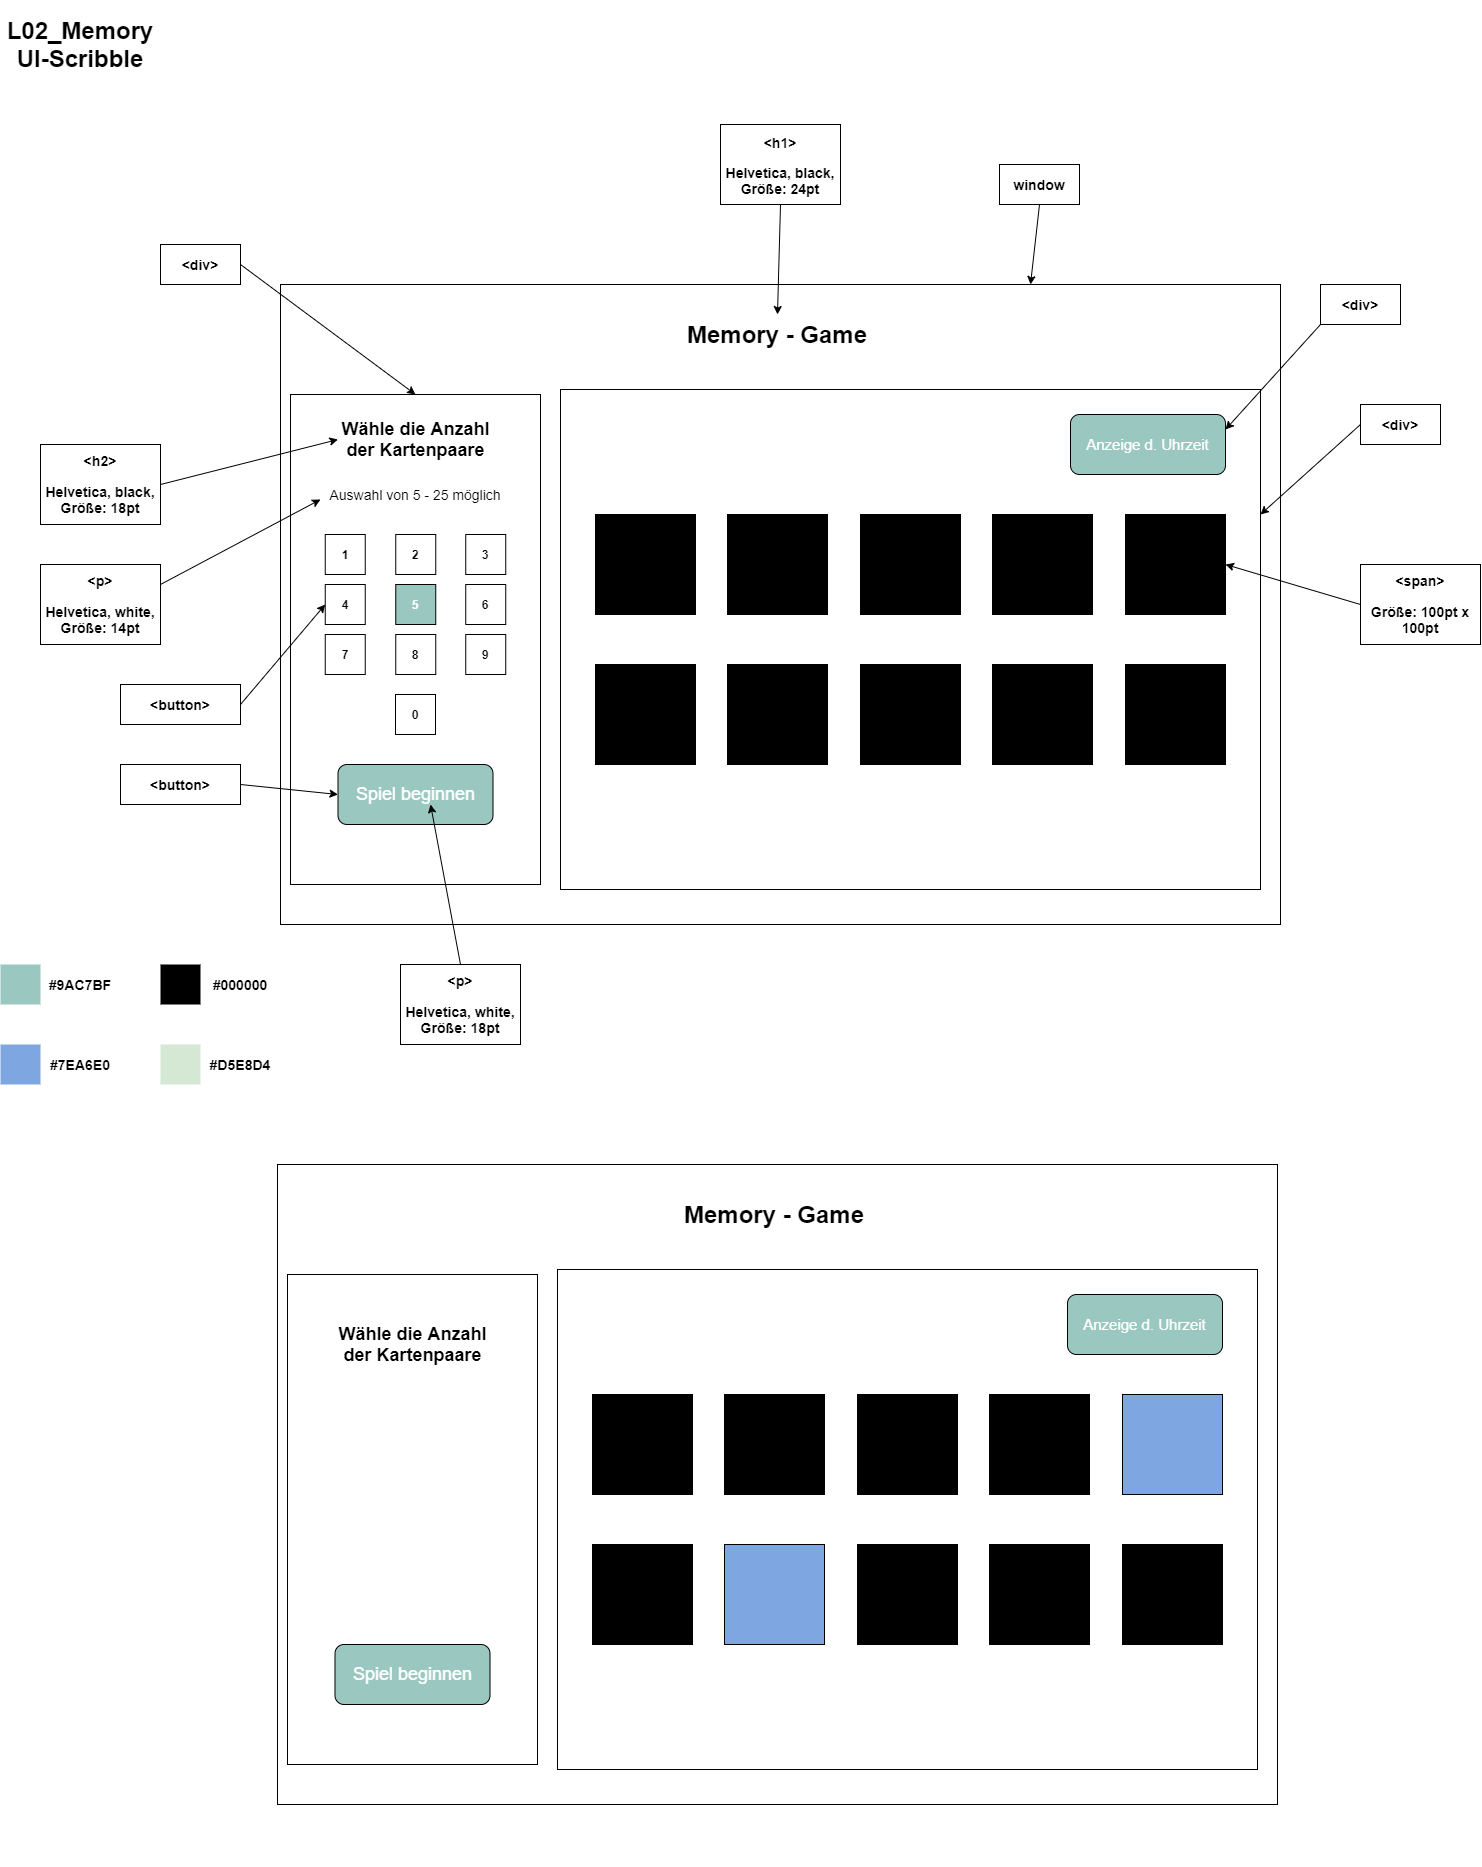 L02_Memory
UI-Scribble
<h1>
Helvetica, black,
Größe: 24pt
window
<div>
<div>
Memory - Game
Wähle die Anzahl
der Kartenpaare
Anzeige d. Uhrzeit
<div>
<h2>
Helvetica, black,
Größe: 18pt
Auswahl von 5 - 25 möglich
<p>
Helvetica, white,
Größe: 14pt
1 2 3
4 5 6
7 8 9
0
<span>
Größe: 100pt x
100pt
<button>
<button>
Spiel beginnen
<p>
Helvetica, white,
Größe: 18pt
#9AC7BF #000000
#7EA6E0 #D5E8D4
Memory - Game
Wähle die Anzahl
der Kartenpaare
Anzeige d. Uhrzeit
Spiel beginnen